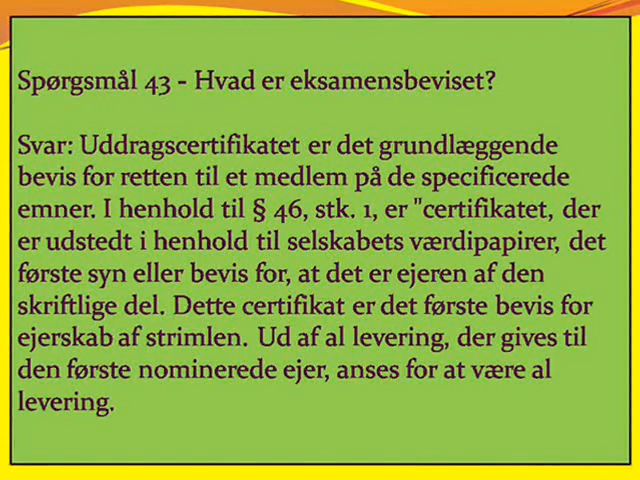 Spørgsmål 43 - Hvad er eksamensbeviset?
Svar: Uddragscertifikatet er det grundlæggende
bevis for retten til et medlem på de specificerede
emner. I henhold til § 46, stk. 1, er "certifikatet, der
er udstedt i henhold til selskabets værdipapirer, det
første syn eller bevis for, at det er ejeren af den
skriftlige del. Dette certifikat er det første bevis for
ejerskab af strimlen. Ud af al levering, der gives til
den første nominerede ejer, anses for at være al
levering.